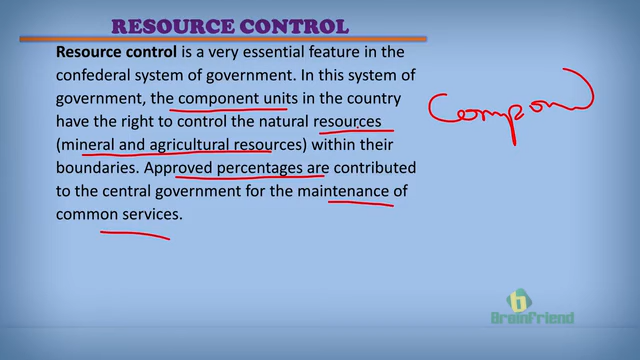 RESOURCE CONTROL
Resource control is a very essential feature in the
confederal system of government. In this system of
government, the component units in the country
have the right to control the natural resources
(mineral and agricultural resources) within their
boundaries. Approved percentages are contributed
to the central government for the maintenance of
common services.
Compon
BrainFriend